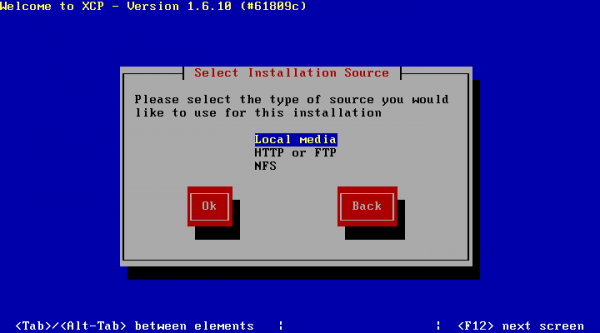 Welcome to XCP - Version 1.6.10 (#61809c)
Select Installation Source
Please select the type of source you would
like to use for this installation
Local media
HTTP or FTP
NFS
Ok Back
<Tab>/<Alt-Tab> between elements | | <F12> next screen